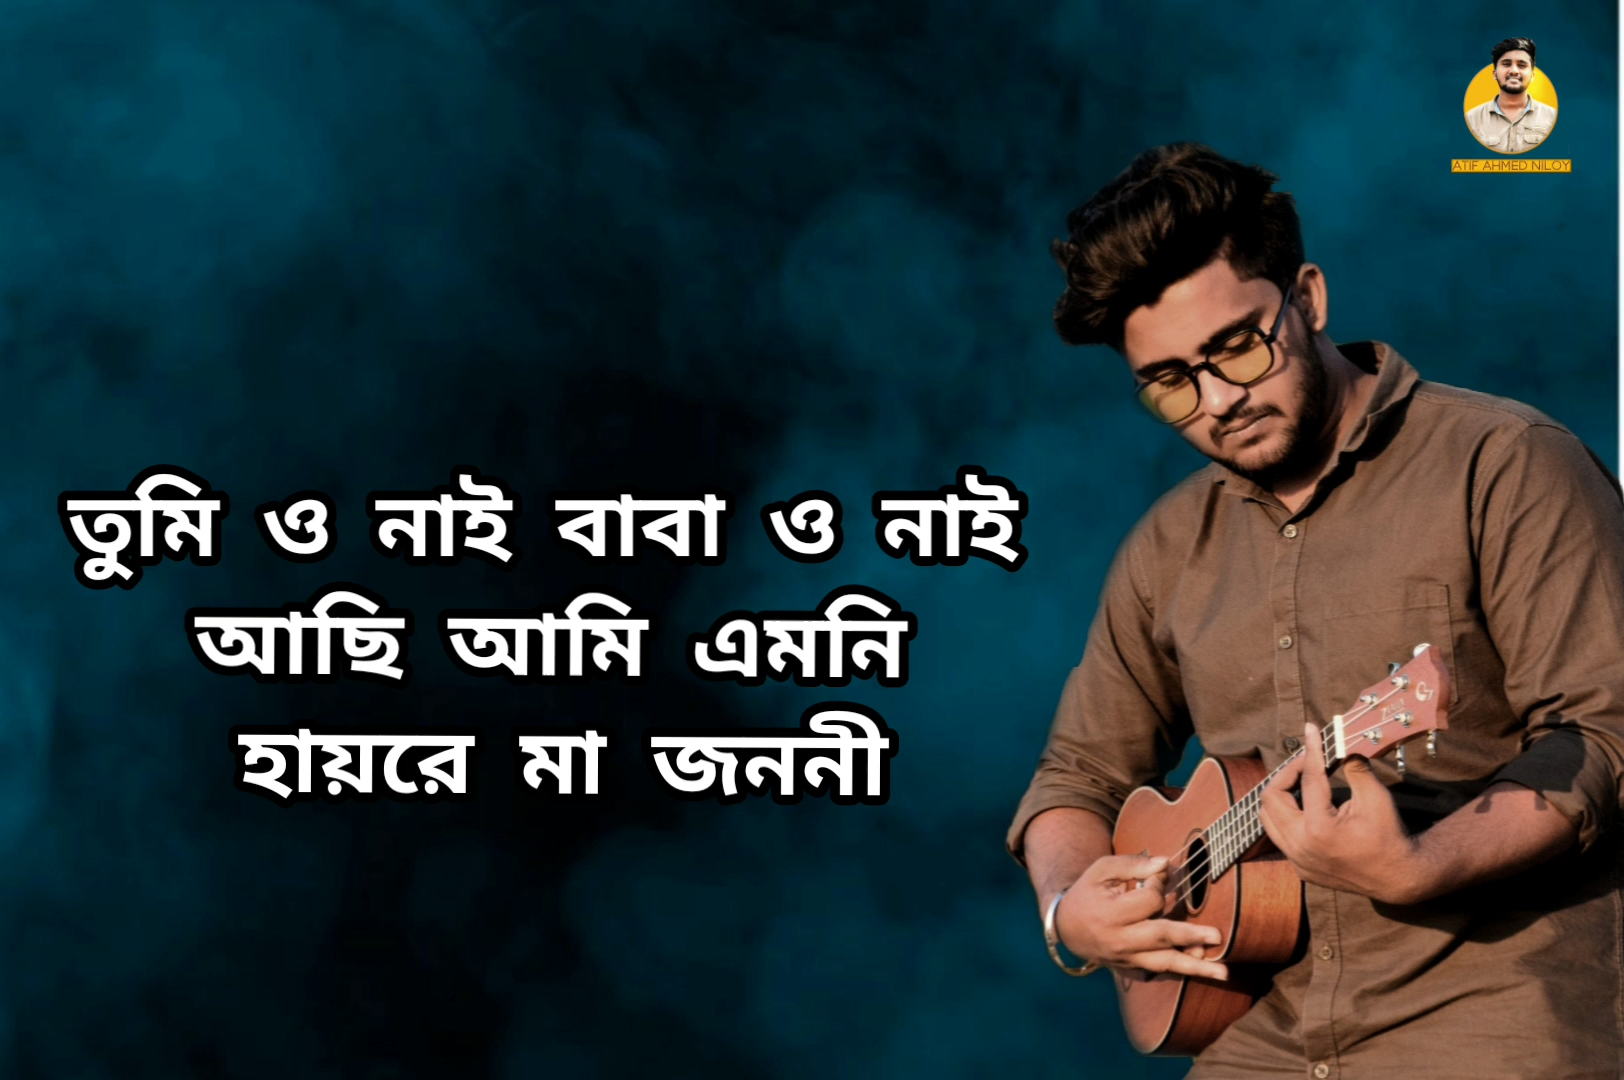 ATIF AHMED NILOY
তুমি ও নাই বাবা ও নাই
আছি আমি এমনি
হায়রে মা জননী